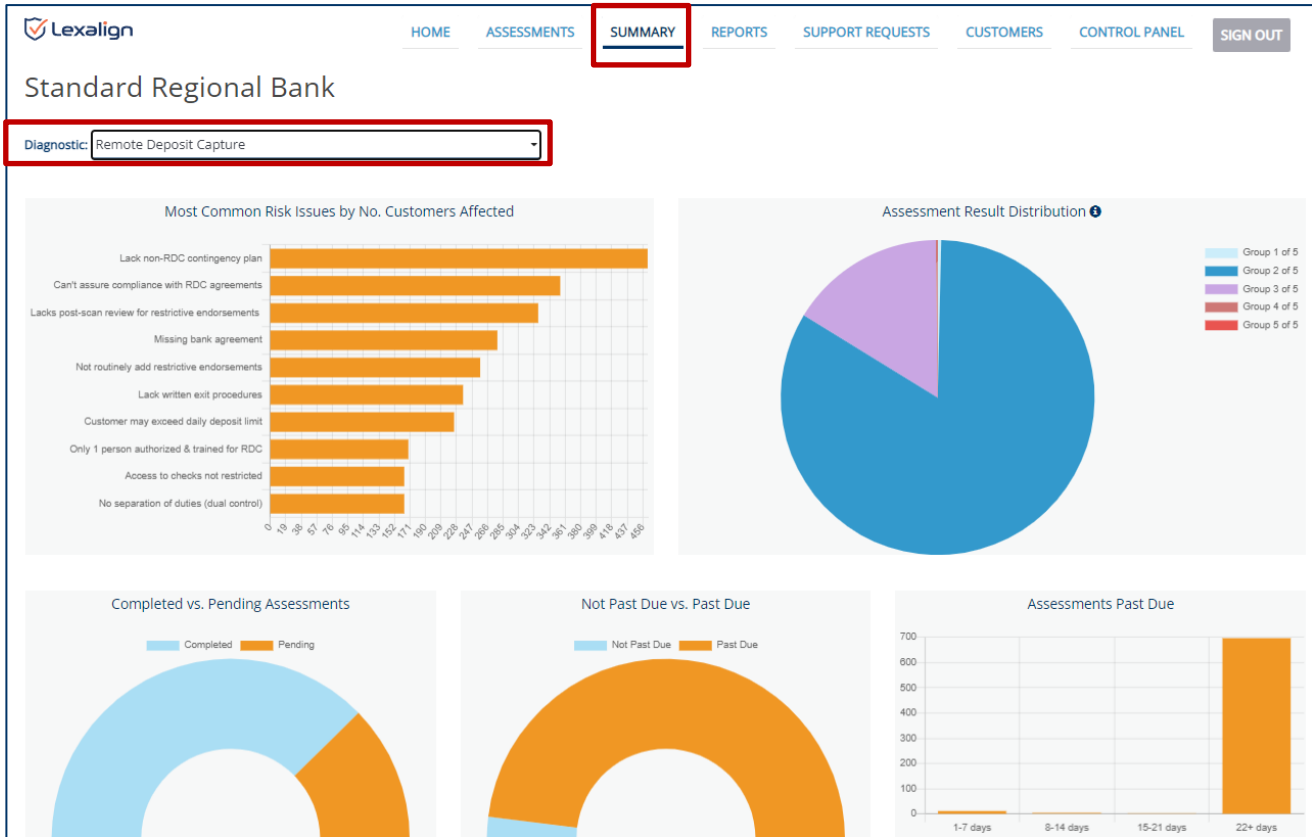 Lexalign
HOME ASSESSMENTS SUMMARY REPORTS SUPPORT REQUESTS CUSTOMERS CONTROL PANEL SIGN OUT
Standard Regional Bank
Diagnostic: Remote Deposit Capture
Most Common Risk Issues by No. Customers Affected
Lack non-RDC contingency plan
Can't assure compliance with RDC agreements
Lacks post-scan review for restrictive endorsements
Missing bank agreement
Not routinely add restrictive endorsements
Lack written exit procedures
Customer may exceed daily deposit limit
Only 1 person authorized & trained for RDC
Access to checks not restricted
No separation of duties (dual control)
0 19 38 57 76 95 114 133 152 171 190 209 228 247 266 285 304 323 342 361 380 399 418 437 456
Assessment Result Distribution
Group 1 of 5
Group 2 of 5
Group 3 of 5
Group 4 of 5
Group 5 of 5
Completed vs. Pending Assessments
Completed Pending
Not Past Due vs. Past Due
Not Past Due Past Due
Assessments Past Due
700
600
500
400
300
200
100
0
1-7 days 8-14 days 15-21 days 22+ days